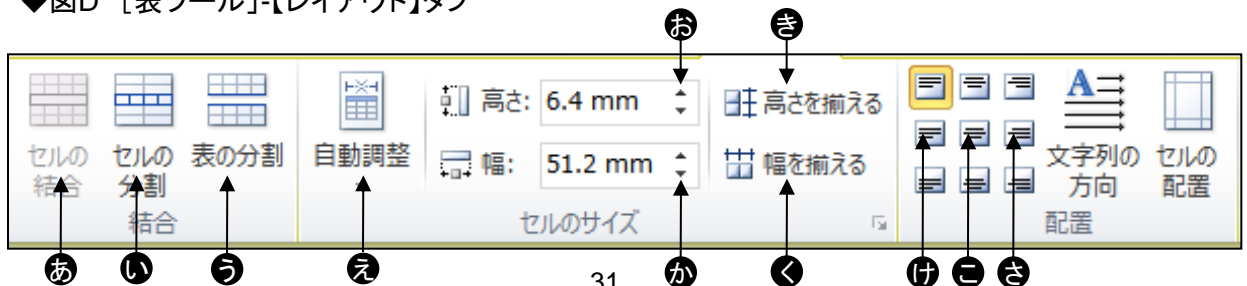 ◆図D [表ツール]-【レイアウト】タブ
お き
高さ: 6.4 mm 高さを揃える
セルの結合 セルの分割 表の分割 自動調整 幅: 51.2 mm 幅を揃える 文字列の方向 セルの配置
結合 セルのサイズ 配置
あ い う え 31 か く け こ さ